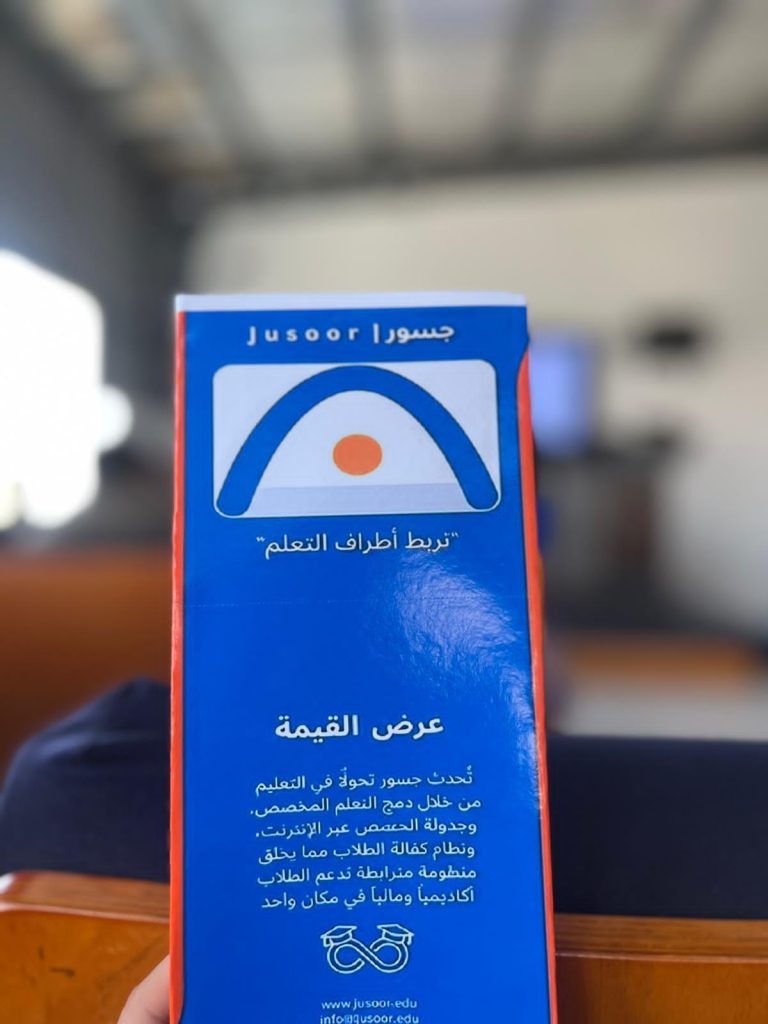 Jusoor | جسور
"تربط أطراف التعلم"
عرض القيمة
تُحدث جسور تحولًا في التعليم
من خلال دمج التعلم المخصص،
وجدولة الحصص عبر الإنترنت،
ونظام كفالة الطلاب مما يخلق
منظومة مترابطة تدعم الطلاب
أكاديمياً ومالياً في مكان واحد
www.jusoor-edu
info@jusoor.edu